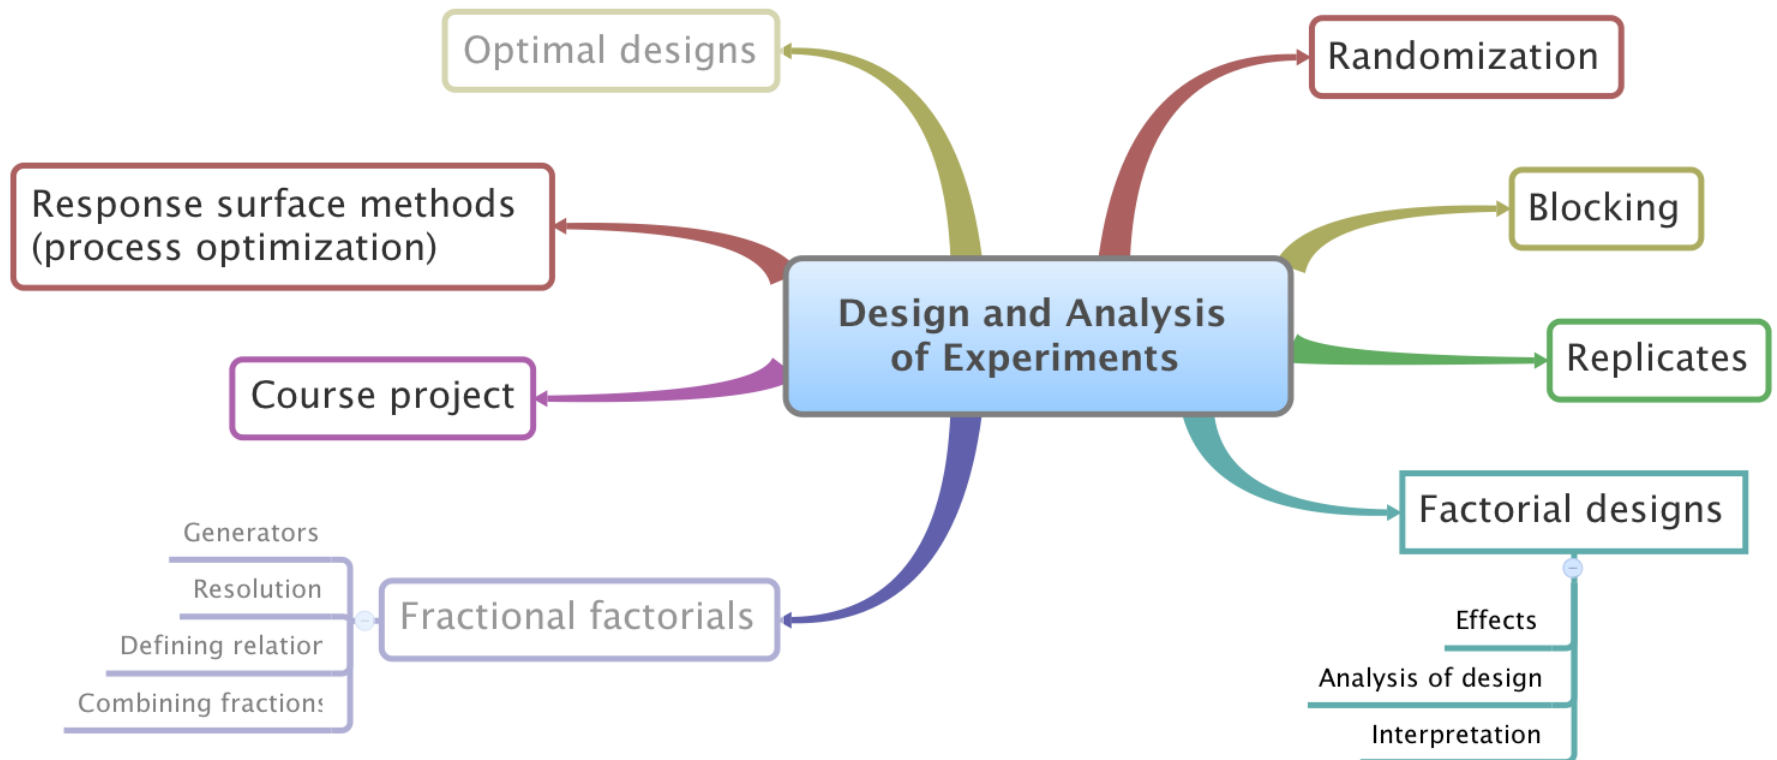 Optimal designs
Randomization
Response surface methods
(process optimization)
Blocking
Design and Analysis
of Experiments
Replicates
Course project
Factorial designs
Generators
Resolution
Defining relation
Combining fractions
Fractional factorials
Effects
Analysis of design
Interpretation